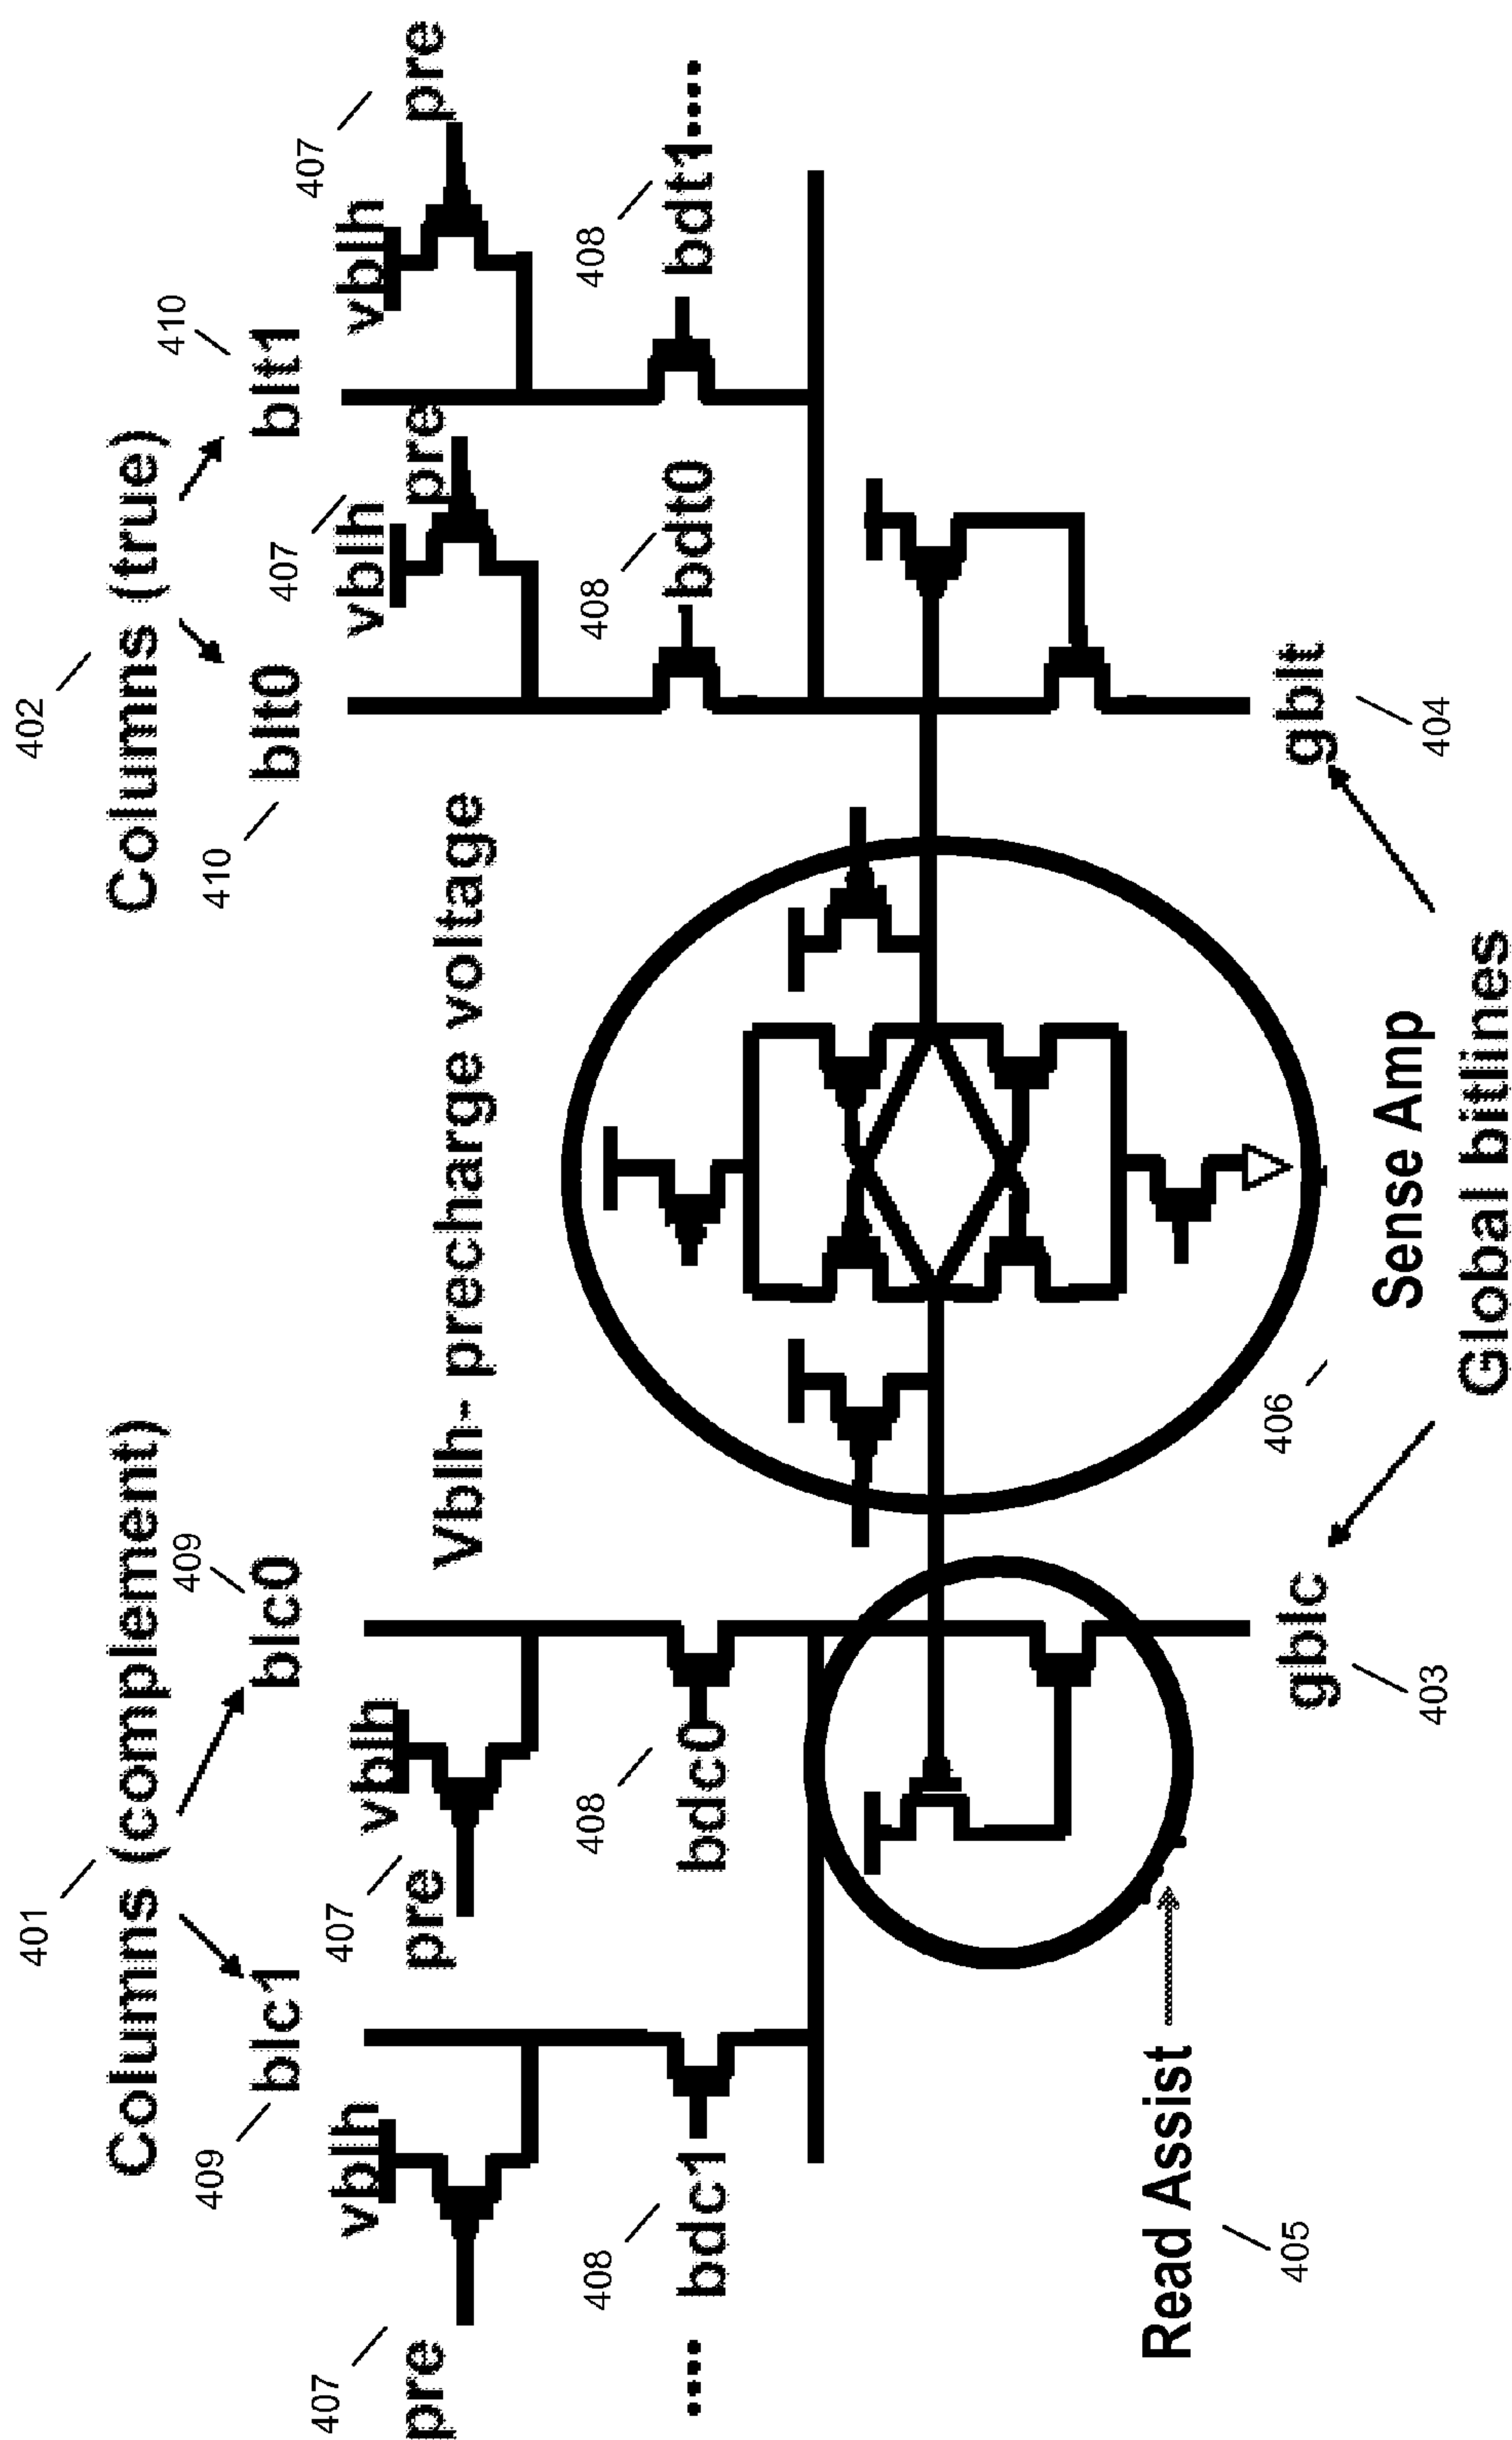 401
402
Columns (complement)
Columns (true)
409
409
410
410
blc1
blc0
blt0
blt1
407
407
407
407
vblh
vblh
vblh
vblh
pre
pre
pre
pre
Vblh- precharge voltage
408
408
408
408
.... bdc1
bdc0
bdt0
bdt1....
Read Assist
405
gblc
403
gblt
404
406
Sense Amp
Global bitlines